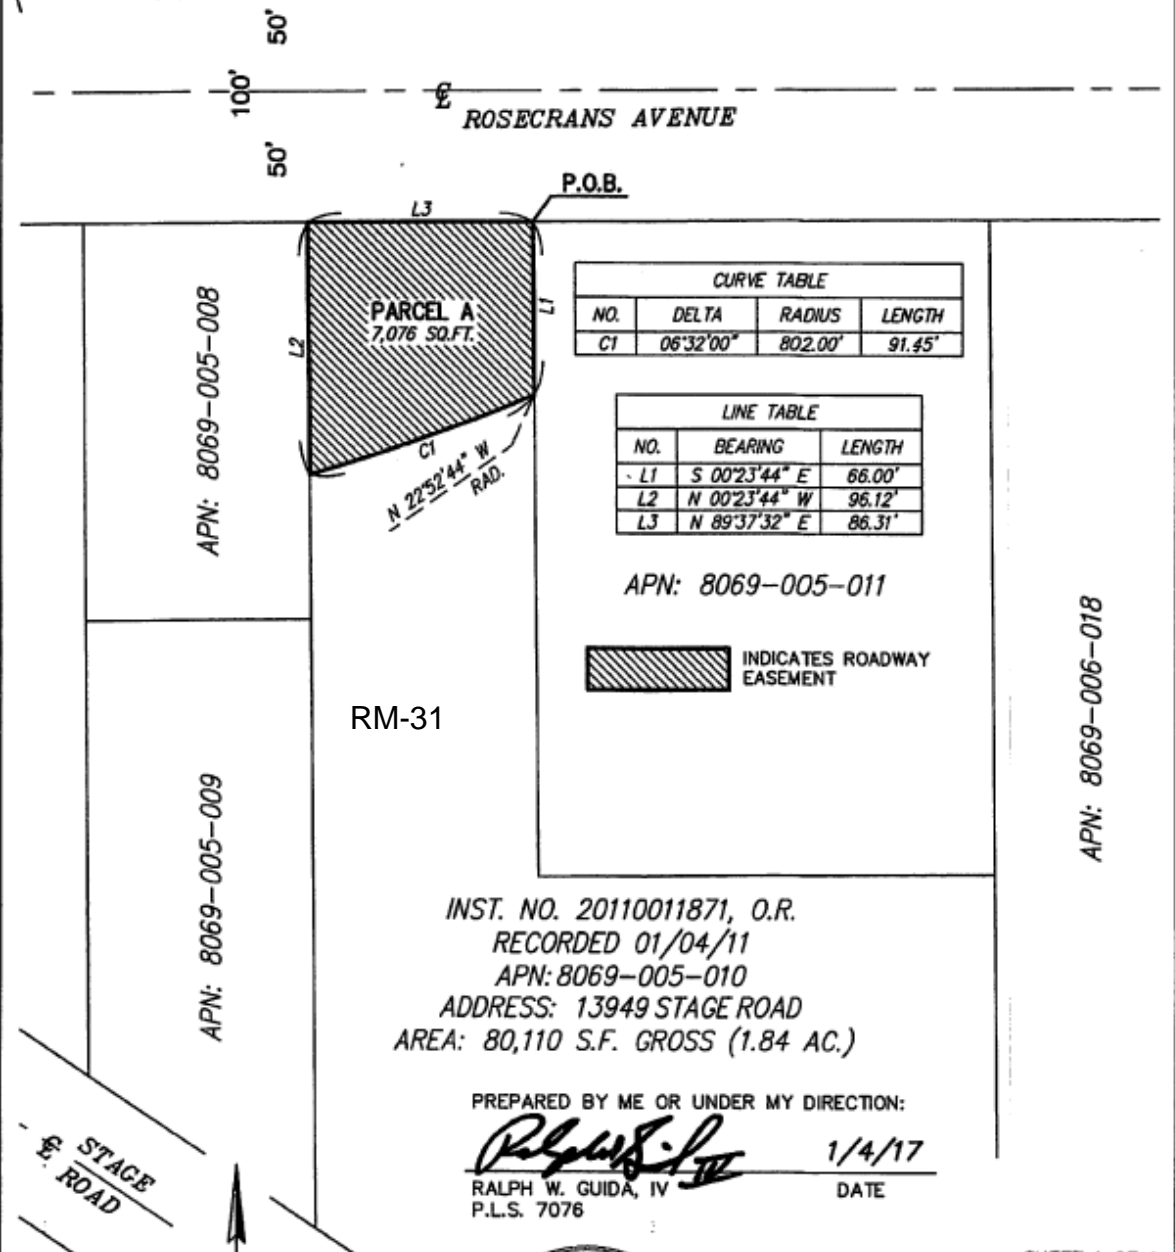 50'
100'
50'
℄
ROSECRANS AVENUE
P.O.B.
L3
L1
L2
PARCEL A
7,076 SQ.FT.
C1
N 22°52'44" W
RAD.
APN: 8069-005-008
CURVE TABLE
NO. DELTA RADIUS LENGTH
C1 06°32'00" 802.00' 91.45'
LINE TABLE
NO. BEARING LENGTH
L1 S 00°23'44" E 66.00'
L2 N 00°23'44" W 96.12'
L3 N 89°37'32" E 86.31'
APN: 8069-005-011
INDICATES ROADWAY
EASEMENT
APN: 8069-006-018
RM-31
APN: 8069-005-009
INST. NO. 20110011871, O.R.
RECORDED 01/04/11
APN: 8069-005-010
ADDRESS: 13949 STAGE ROAD
AREA: 80,110 S.F. GROSS (1.84 AC.)
PREPARED BY ME OR UNDER MY DIRECTION:
1/4/17
RALPH W. GUIDA, IV
DATE
P.L.S. 7076
℄ STAGE
ROAD